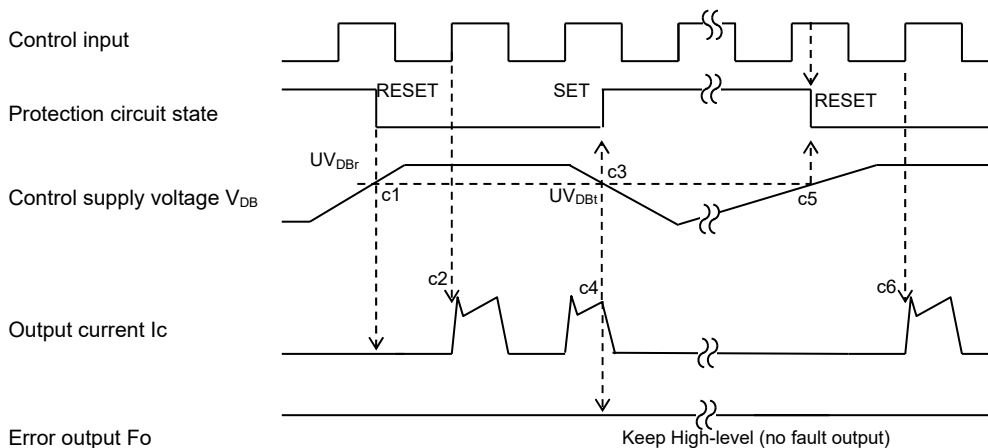 Control input
RESET
SET
Protection circuit state
RESET
UVDBr
c3
Control supply voltage VDB
c1
UVDBt
c5
c2
c4
c6
Output current Ic
Error output Fo
Keep High-level (no fault output)